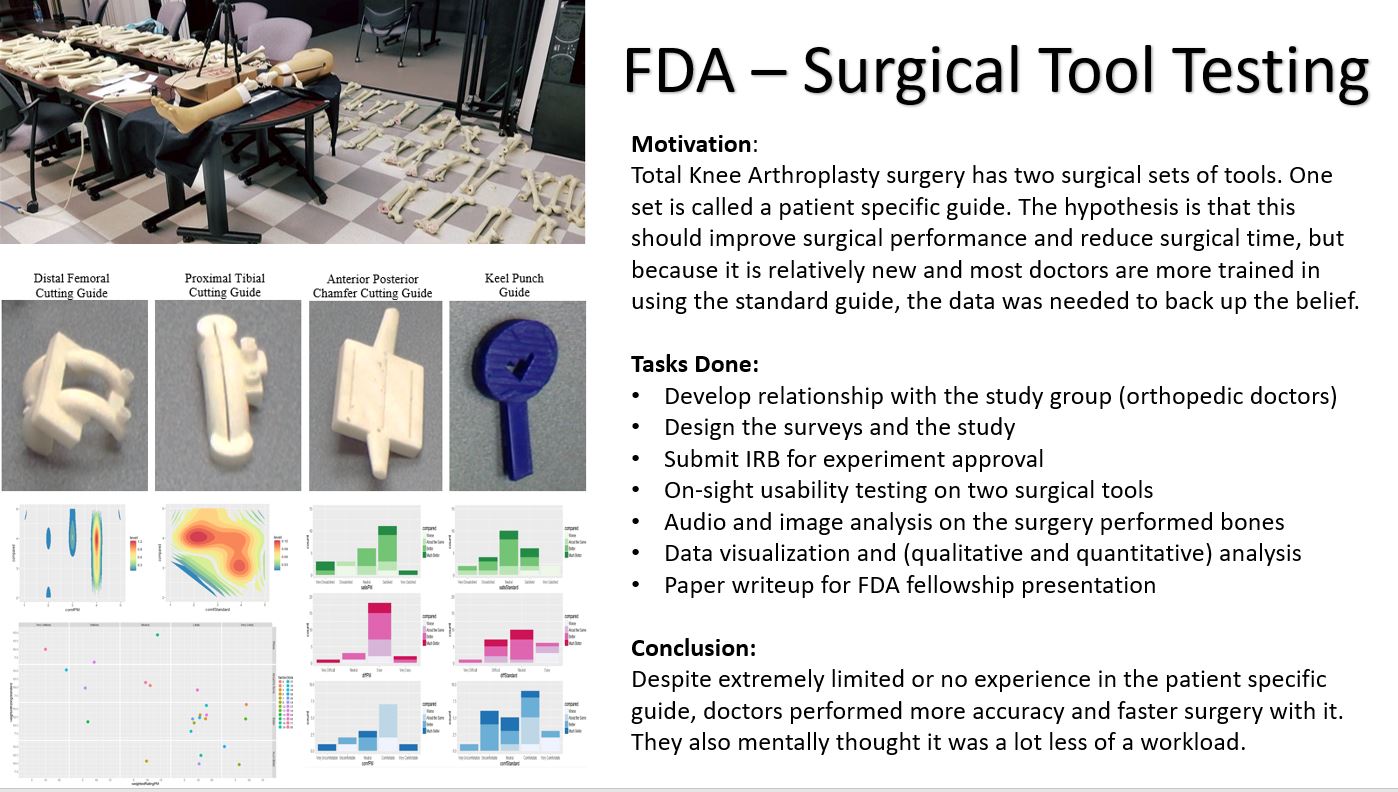 FDA – Surgical Tool Testing
Motivation:
Total Knee Arthroplasty surgery has two surgical sets of tools. One
set is called a patient specific guide. The hypothesis is that this
should improve surgical performance and reduce surgical time, but
because it is relatively new and most doctors are more trained in
using the standard guide, the data was needed to back up the belief.
Tasks Done:
• Develop relationship with the study group (orthopedic doctors)
• Design the surveys and the study
• Submit IRB for experiment approval
• On-sight usability testing on two surgical tools
• Audio and image analysis on the surgery performed bones
• Data visualization and (qualitative and quantitative) analysis
• Paper writeup for FDA fellowship presentation
Conclusion:
Despite extremely limited or no experience in the patient specific
guide, doctors performed more accuracy and faster surgery with it.
They also mentally thought it was a lot less of a workload.
Distal Femoral
Cutting Guide
Proximal Tibial
Cutting Guide
Anterior Posterior
Chamfer Cutting Guide
Keel Punch
Guide